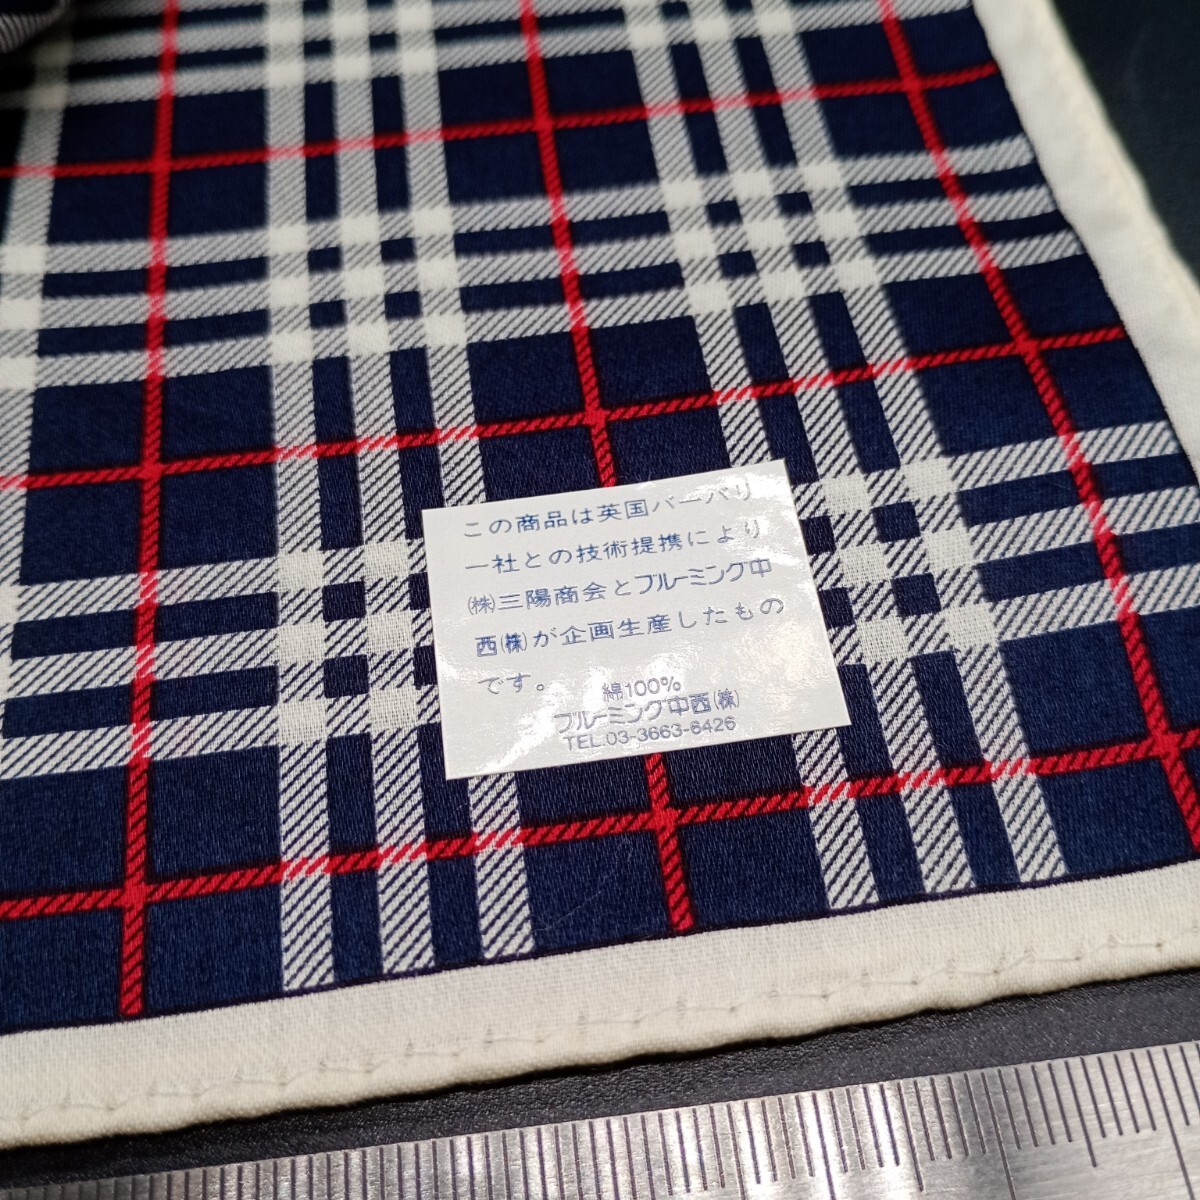 この商品は英国バーバリ
ー社との技術提携により
㈱三陽商会とブルーミング中
西㈱が企画生産したもの
です。
綿100%
ブルーミング中西㈱
TEL.03-3663-6426